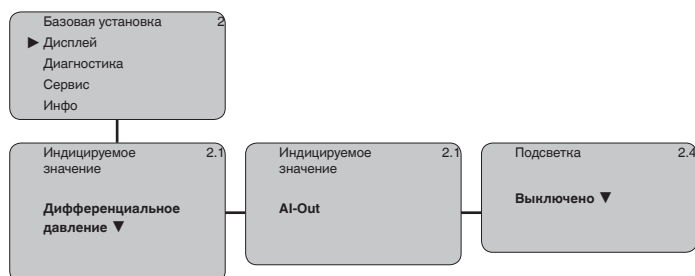 Базовая установка 2
▶ Дисплей
Диагностика
Сервис
Инфо
Индицируемое 2.1
значение
Дифференциальное
давление ▼
Индицируемое 2.1
значение
AI-Out
Подсветка 2.4
Выключено ▼